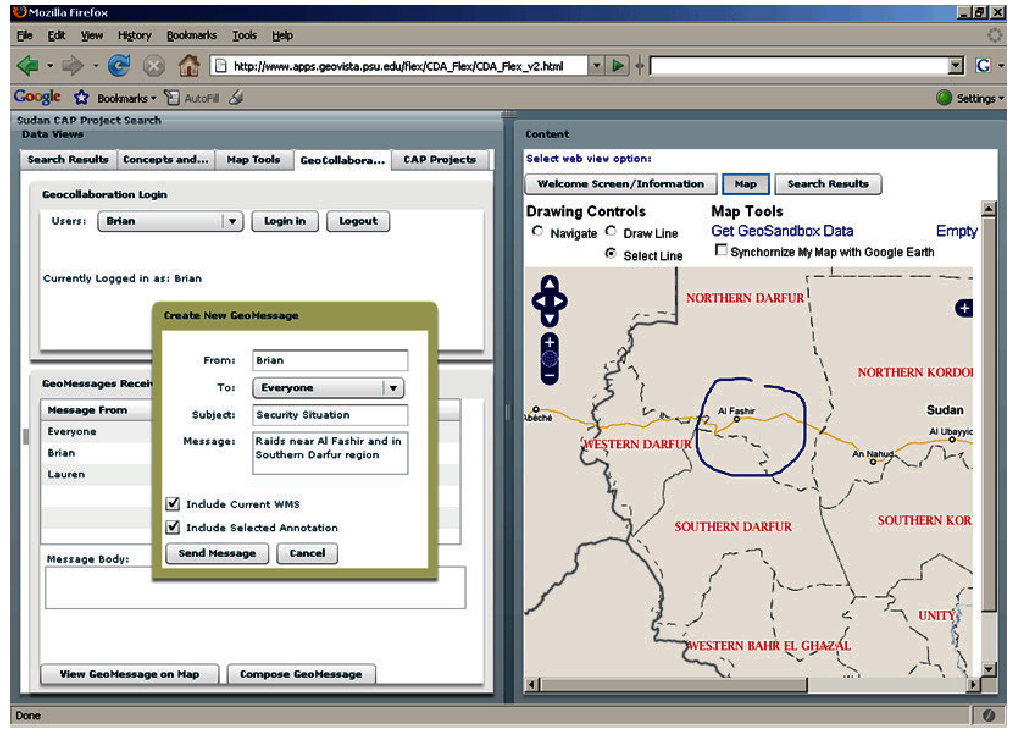 Mozilla Firefox
File Edit View History Bookmarks Tools Help
http://www.apps.geovista.psu.edu/flex/CDA_Flex/CDA_Flex_v2.html
G
Google Bookmarks AutoFill Settings
Sudan CAP Project Search
Data Views
Search Results Concepts and... Map Tools GeoCollabora... CAP Projects
Geocollaboration Login
Users: Brian Login in Logout
Currently Logged in as: Brian
Create New GeoMessage
From: Brian
To: Everyone
Subject: Security Situation
Message: Raids near Al Fashir and in
Southern Darfur region
Include Current WMS
Include Selected Annotation
Send Message Cancel
GeoMessages Recei
Message From
Everyone
Brian
Lauren
Message Body:
View GeoMessage on Map Compose GeoMessage
Content
Select web view option:
Welcome Screen/Information Map Search Results
Drawing Controls Map Tools
Navigate Draw Line Get GeoSandbox Data Empty
Select Line Synchornize My Map with Google Earth
NORTHERN DARFUR
NORTHERN KORDO
Al Fashir Sudan
Abéché
Al Ubayyic
WESTERN DARFUR
An Nahud
SOUTHERN DARFUR SOUTHERN KOR
UNITY
WESTERN BAHR EL GHAZAL
Done